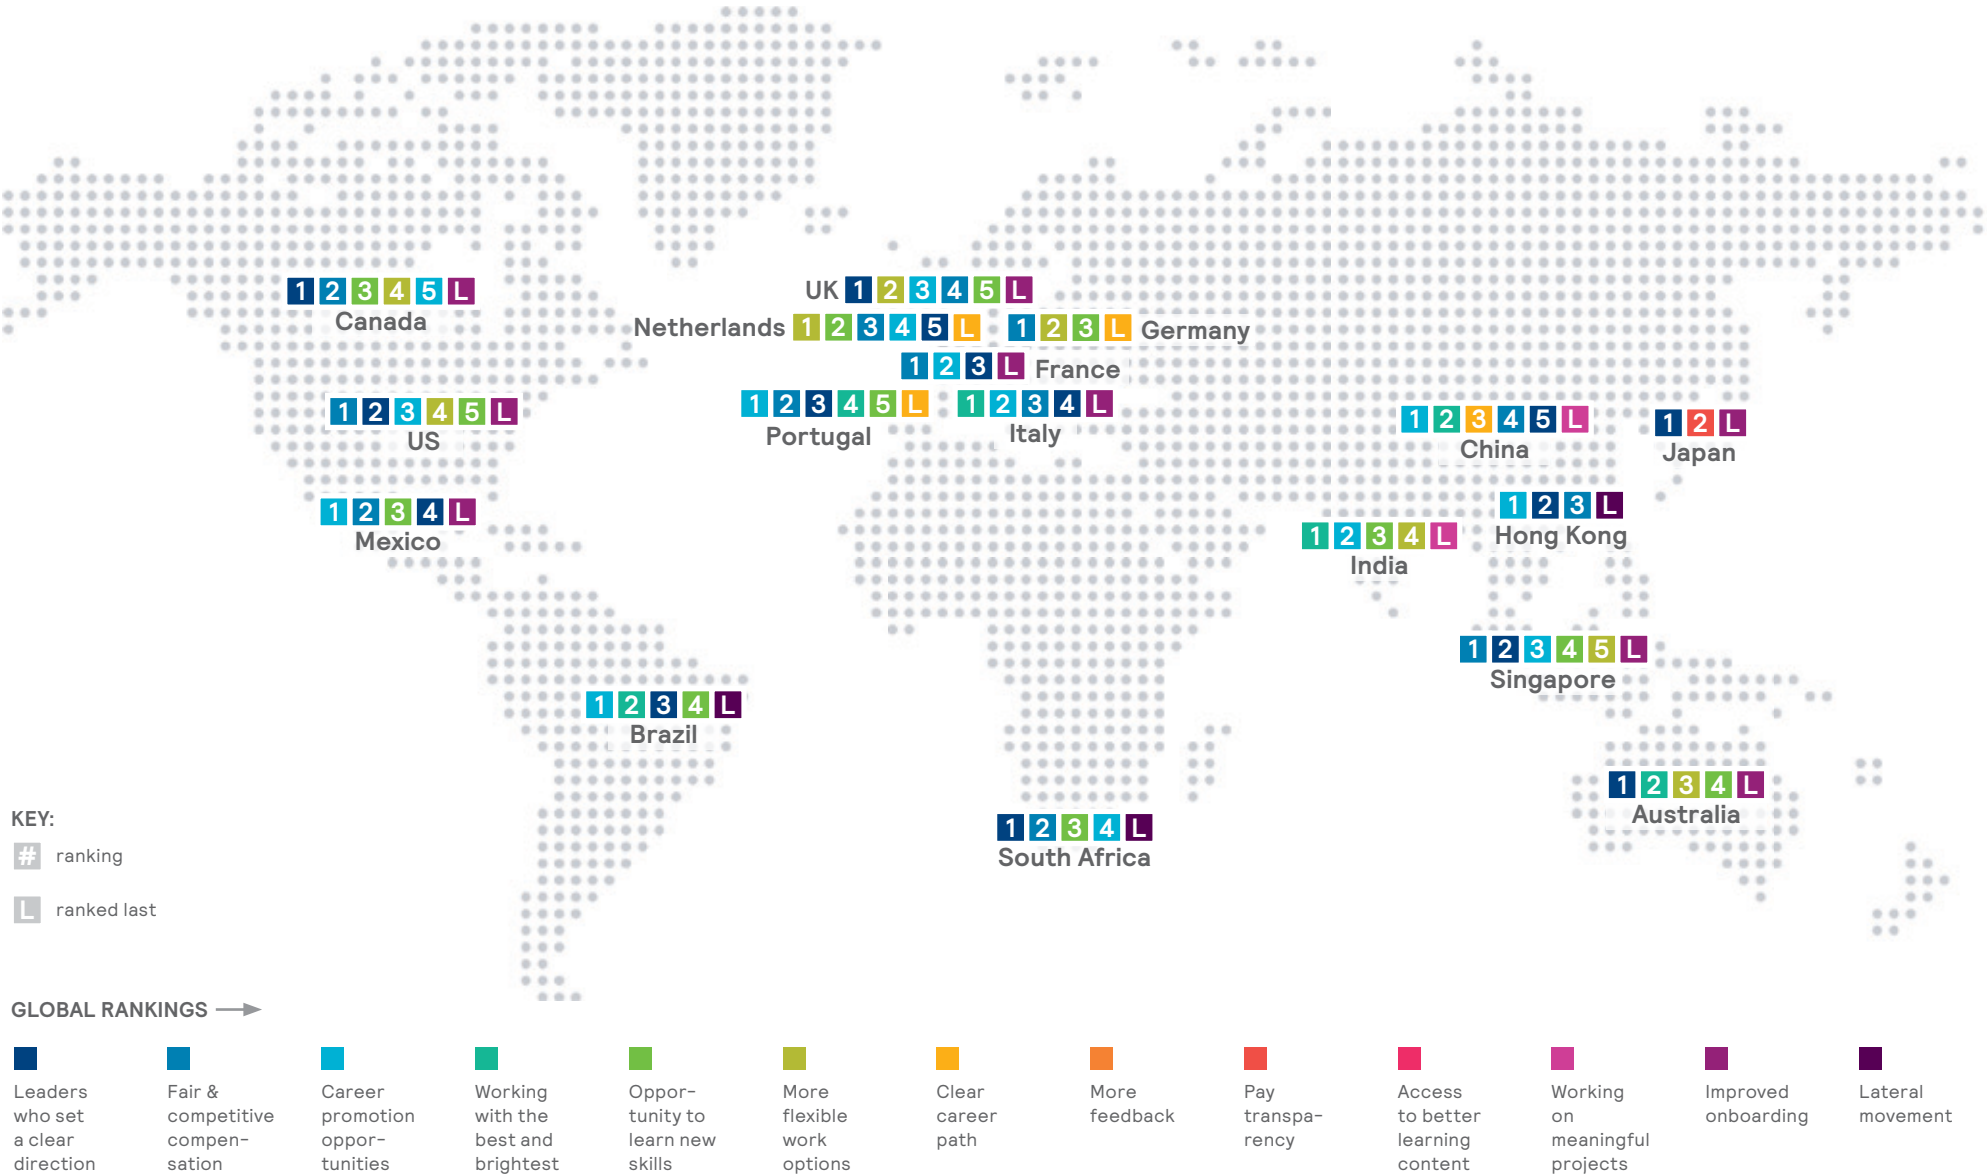 1 2 3 4 5 L
Canada
UK 1 2 3 4 5 L
Netherlands 1 2 3 4 5 L
1 2 3 L Germany
1 2 3 L France
1 2 3 4 5 L
Portugal
1 2 3 4 L
Italy
1 2 3 4 5 L
US
1 2 3 4 5 L
China
1 2 L
Japan
1 2 3 4 L
Mexico
1 2 3 L
Hong Kong
1 2 3 4 L
India
1 2 3 4 5 L
Singapore
1 2 3 4 L
Brazil
1 2 3 4 L
Australia
1 2 3 4 L
South Africa
KEY:
# ranking
L ranked last
GLOBAL RANKINGS
Leaders
who set
a clear
direction
Fair &
competitive
compen-
sation
Career
promotion
oppor-
tunities
Working
with the
best and
brightest
Oppor-
tunity to
learn new
skills
More
flexible
work
options
Clear
career
path
More
feedback
Pay
transpa-
rency
Access
to better
learning
content
Working
on
meaningful
projects
Improved
onboarding
Lateral
movement